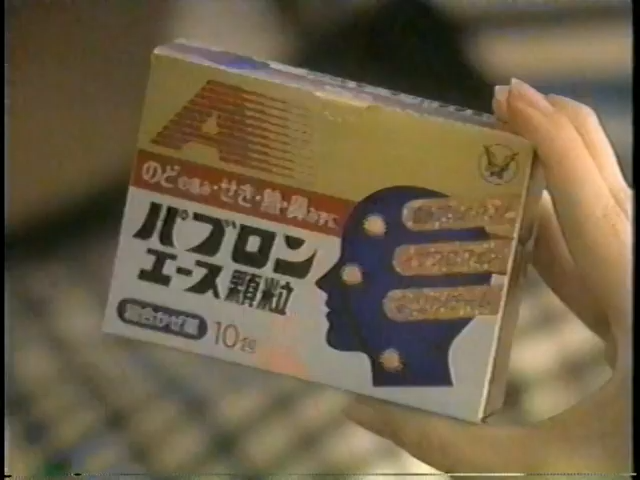 A
のどの痛み・せき・熱・鼻みずに
パブロン
エース顆粒
総合かぜ薬
10包